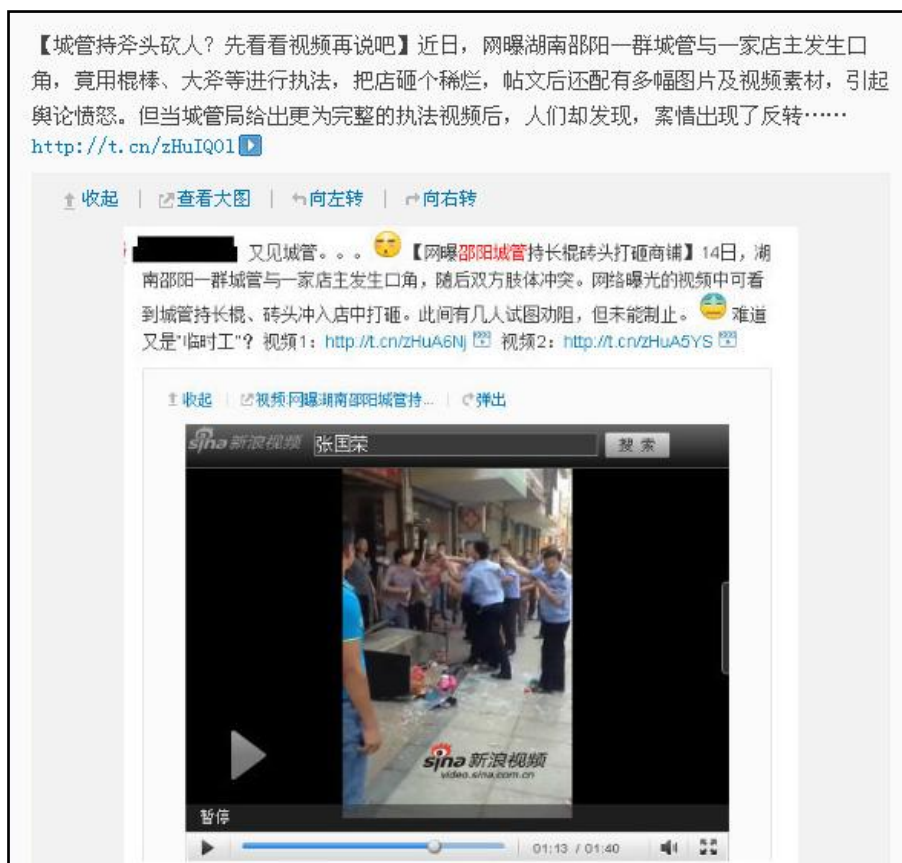 【城管持斧头砍人？先看看视频再说吧】近日，网曝湖南邵阳一群城管与一家店主发生口
角，竟用棍棒、大斧等进行执法，把店砸个稀烂，帖文后还配有多幅图片及视频素材，引起
舆论愤怒。但当城管局给出更为完整的执法视频后，人们却发现，案情出现了反转……
http://t.cn/zHuIQOl
收起 | 查看大图 | 向左转 | 向右转
又见城管。。。 【网曝邵阳城管持长棍砖头打砸商铺】14日，湖
南邵阳一群城管与一家店主发生口角，随后双方肢体冲突。网络曝光的视频中可看
到城管持长棍、砖头冲入店中打砸。此间有几人试图劝阻，但未能制止。 难道
又是"临时工"？ 视频1： http://t.cn/zHuA6Nj 视频2： http://t.cn/zHuA5YS
收起 | 视频:网曝湖南邵阳城管持... | 弹出
sina 新浪视频 张国荣 搜 索
sina 新浪视频
video.sina.com.cn
暂停
01:13 / 01:40